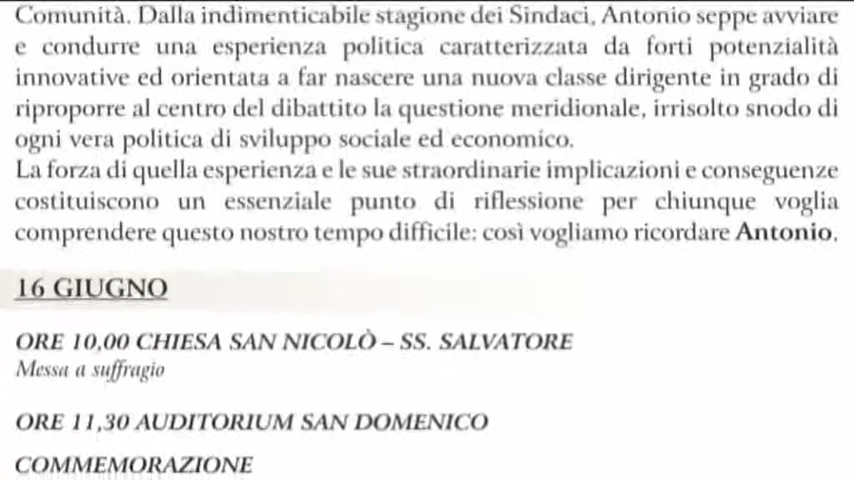 Comunità. Dalla indimenticabile stagione dei Sindaci, Antonio seppe avviare
e condurre una esperienza politica caratterizzata da forti potenzialità
innovative ed orientata a far nascere una nuova classe dirigente in grado di
riproporre al centro del dibattito la questione meridionale, irrisolto snodo di
ogni vera politica di sviluppo sociale ed economico.
La forza di quella esperienza e le sue straordinarie implicazioni e conseguenze
costituiscono un essenziale punto di riflessione per chiunque voglia
comprendere questo nostro tempo difficile: così vogliamo ricordare Antonio.
16 GIUGNO
ORE 10,00 CHIESA SAN NICOLÒ – SS. SALVATORE
Messa a suffragio
ORE 11,30 AUDITORIUM SAN DOMENICO
COMMEMORAZIONE